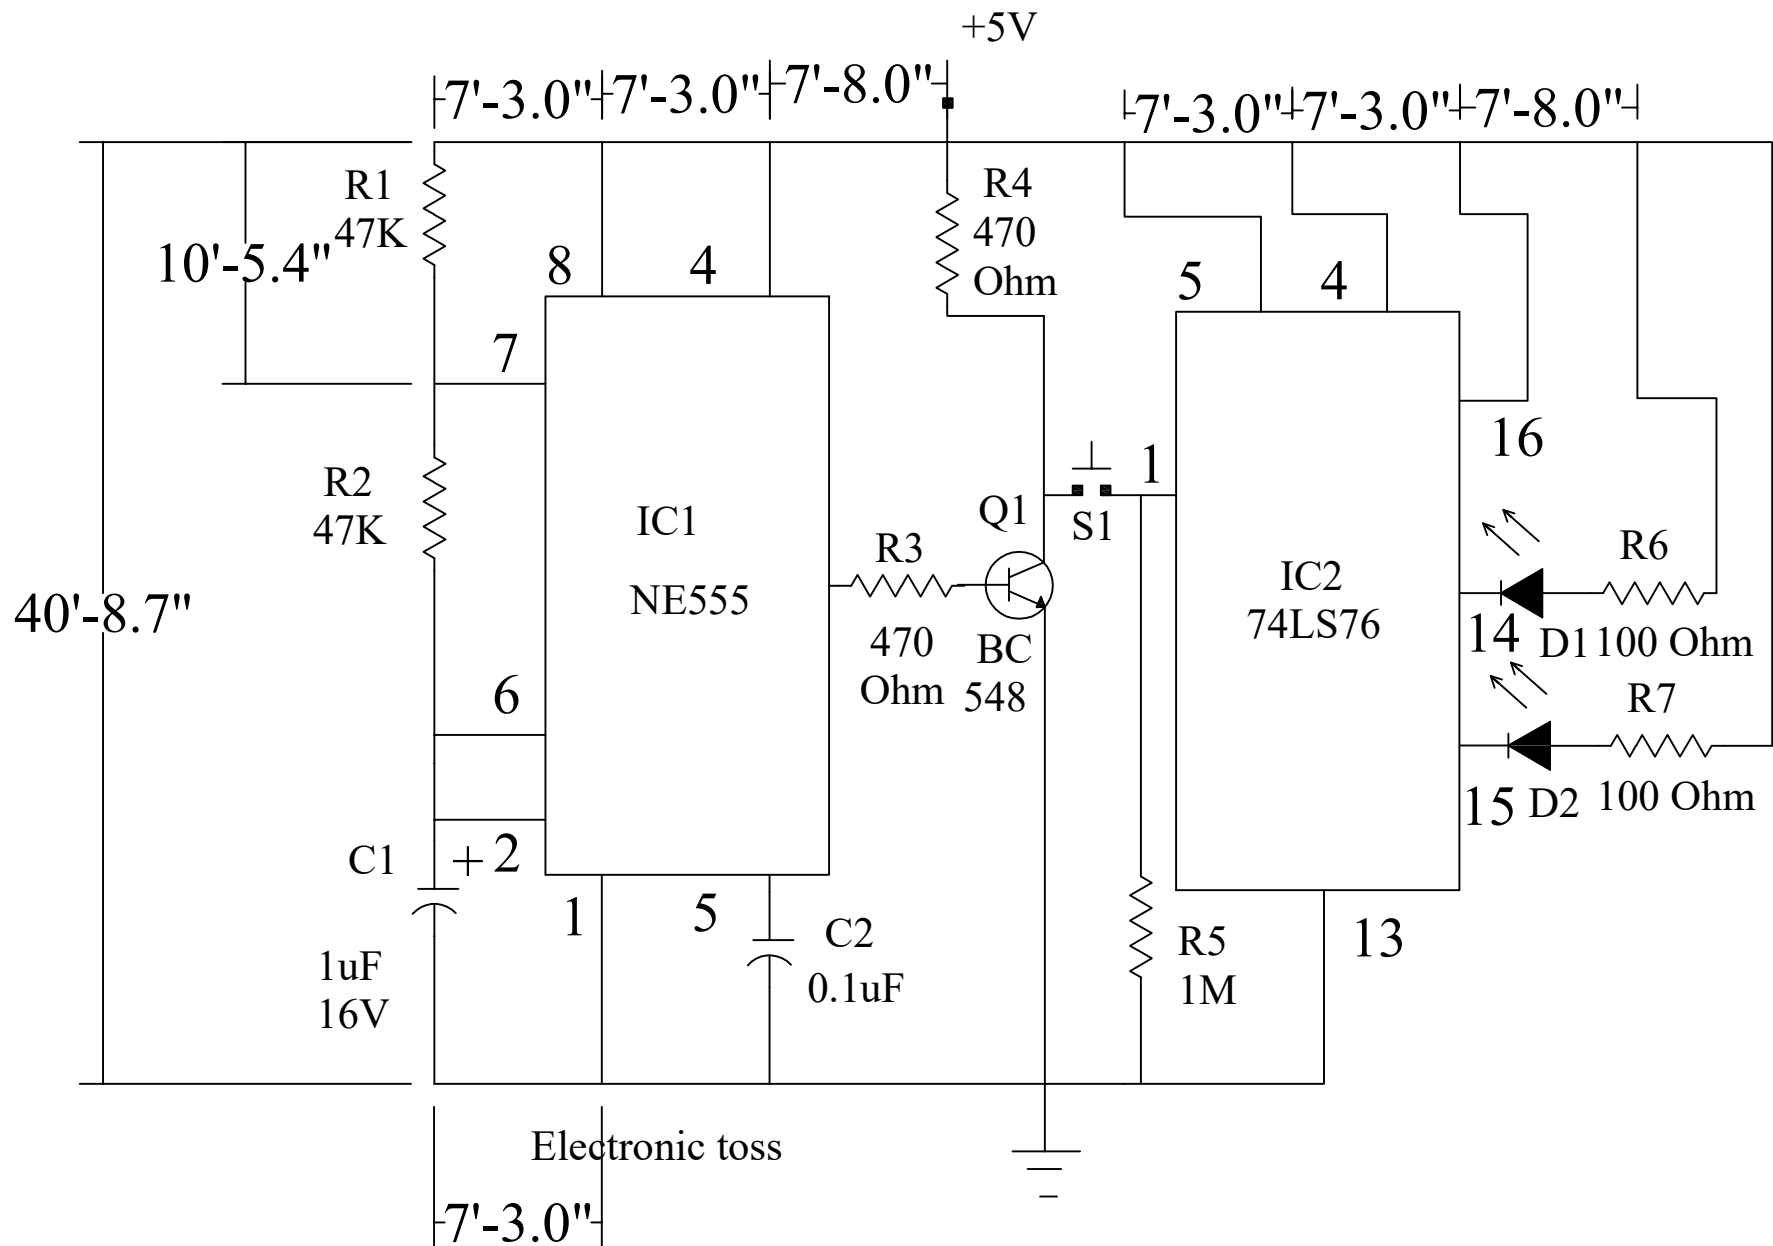 +5V
7'-3.0" 7'-3.0" 7'-8.0" 7'-3.0" 7'-3.0" 7'-8.0"
R1
47K
10'-5.4"
8
4
R4
470
Ohm
5
4
7
16
R2
47K
1
Q1
S1
IC1
NE555
R3
470
Ohm
BC
548
IC2
74LS76
R6
14
D1
100 Ohm
40'-8.7"
6
R7
15
D2
100 Ohm
C1
+
2
1uF
16V
1
5
C2
0.1uF
R5
1M
13
Electronic toss
7'-3.0"